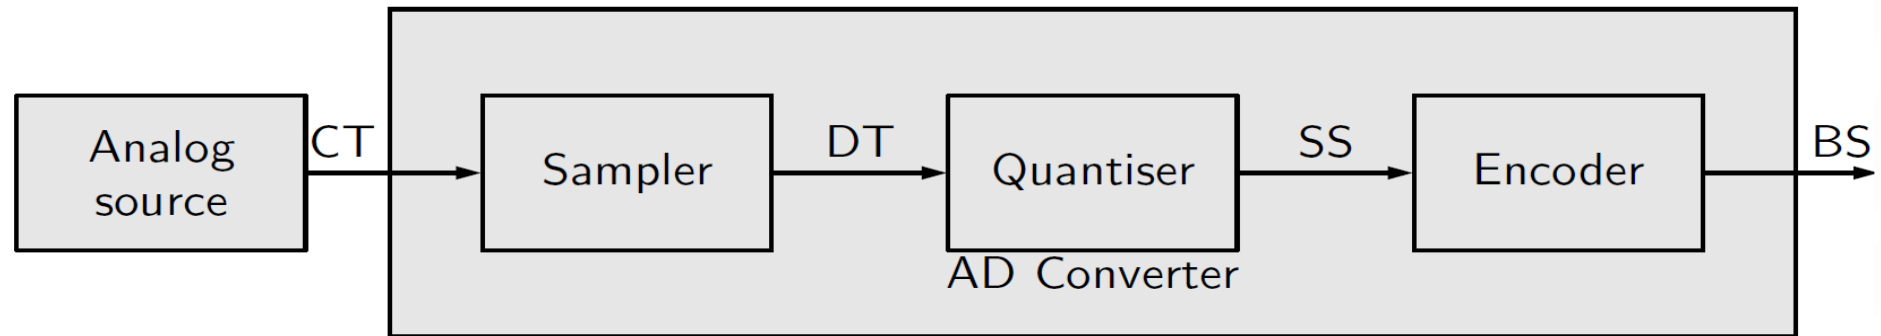 Analog
source
CT
Sampler
DT
Quantiser
SS
Encoder
BS
AD Converter